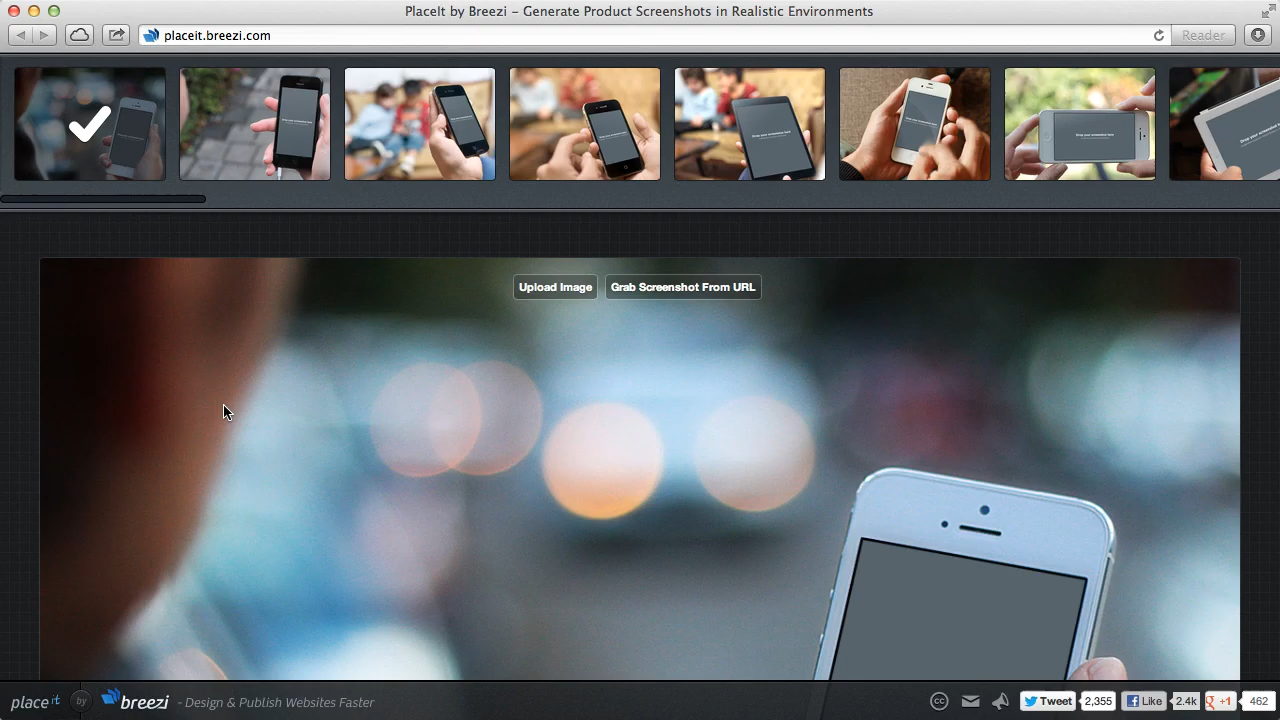 PlaceIt by Breezi – Generate Product Screenshots in Realistic Environments
placeit.breezi.com
Reader
Upload Image
Grab Screenshot From URL
place it
by
breezi
- Design & Publish Websites Faster
cc
Tweet
2,355
Like
2.4k
+1
462